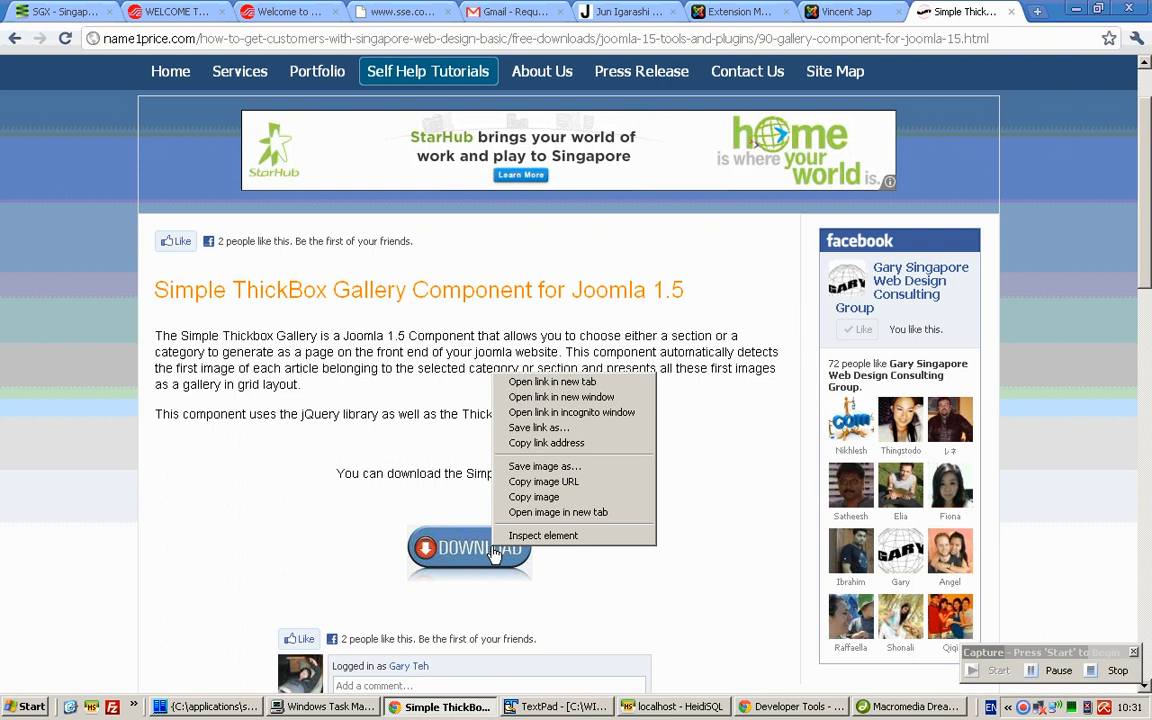 SGX - Singap...
WELCOME T...
Welcome to ...
www.sse.co...
Gmail - Requ...
Jun Igarashi ...
Extension M...
Vincent Jap
Simple Thick...
name1price.com/how-to-get-customers-with-singapore-web-design-basic/free-downloads/joomla-15-tools-and-plugins/90-gallery-component-for-joomla-15.html
Home Services Portfolio Self Help Tutorials About Us Press Release Contact Us Site Map
StarHub
StarHub brings your world of
work and play to Singapore
Learn More
home
is where your
world is.
Like
2 people like this. Be the first of your friends.
Simple ThickBox Gallery Component for Joomla 1.5
The Simple Thickbox Gallery is a Joomla 1.5 Component that allows you to choose either a section or a
category to generate as a page on the front end of your joomla website. This component automatically detects
the first image of each article belonging to the selected category or section and presents all these first images
as a gallery in grid layout.
This component uses the jQuery library as well as the Thick
You can download the Simp
Open link in new tab
Open link in new window
Open link in incognito window
Save link as...
Copy link address
Save image as...
Copy image URL
Copy image
Open image in new tab
Inspect element
DOWNLOAD
Like
2 people like this. Be the first of your friends.
Logged in as Gary Teh
Add a comment...
facebook
GARY
Gary Singapore
Web Design
Consulting
Group
Like
You like this.
72 people like Gary Singapore
Web Design Consulting
Group.
.COM
Nikhlesh Thingstodo レネ
Satheesh Elia Fiona
GARY
Ibrahim Gary Angel
Raffaella Shonali Qiqi
Capture - Press 'Start' to Begin
Start Pause Stop
Start
{C:\applications\s...
Windows Task Ma...
Simple ThickBo...
TextPad - [C:\WI...
localhost - HeidiSQL
Developer Tools - ...
Macromedia Drea...
EN
10:31